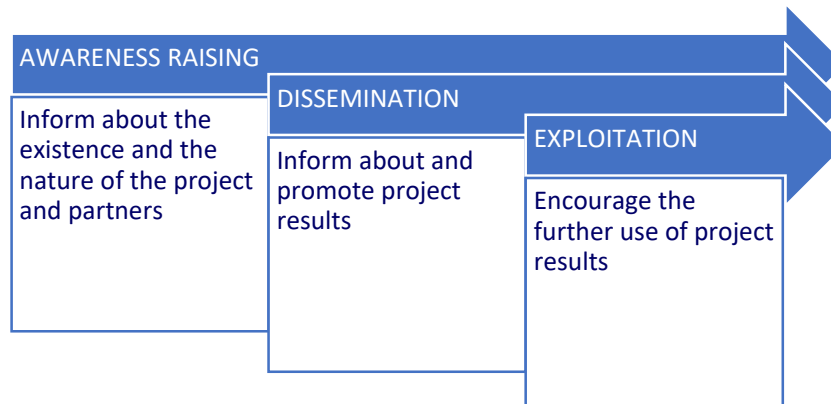 AWARENESS RAISING
Inform about the
existence and the
nature of the project
and partners
DISSEMINATION
Inform about and
promote project
results
EXPLOITATION
Encourage the
further use of project
results